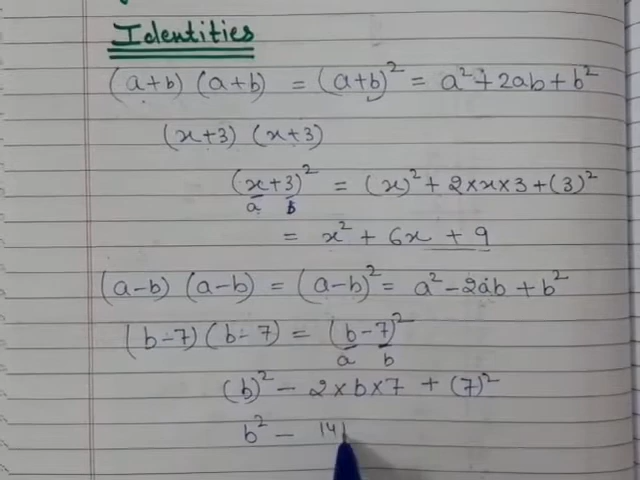 Identities
(a+b) (a+b) = (a+b)² = a² + 2ab + b²
(x+3) (x+3)
(x+3)² = (x)² + 2×x×3 + (3)²
a b
= x² + 6x + 9
(a-b) (a-b) = (a-b)² = a² - 2ab + b²
(b-7) (b-7) = (b-7)²
a b
(b)² - 2×b×7 + (7)²
b² - 14